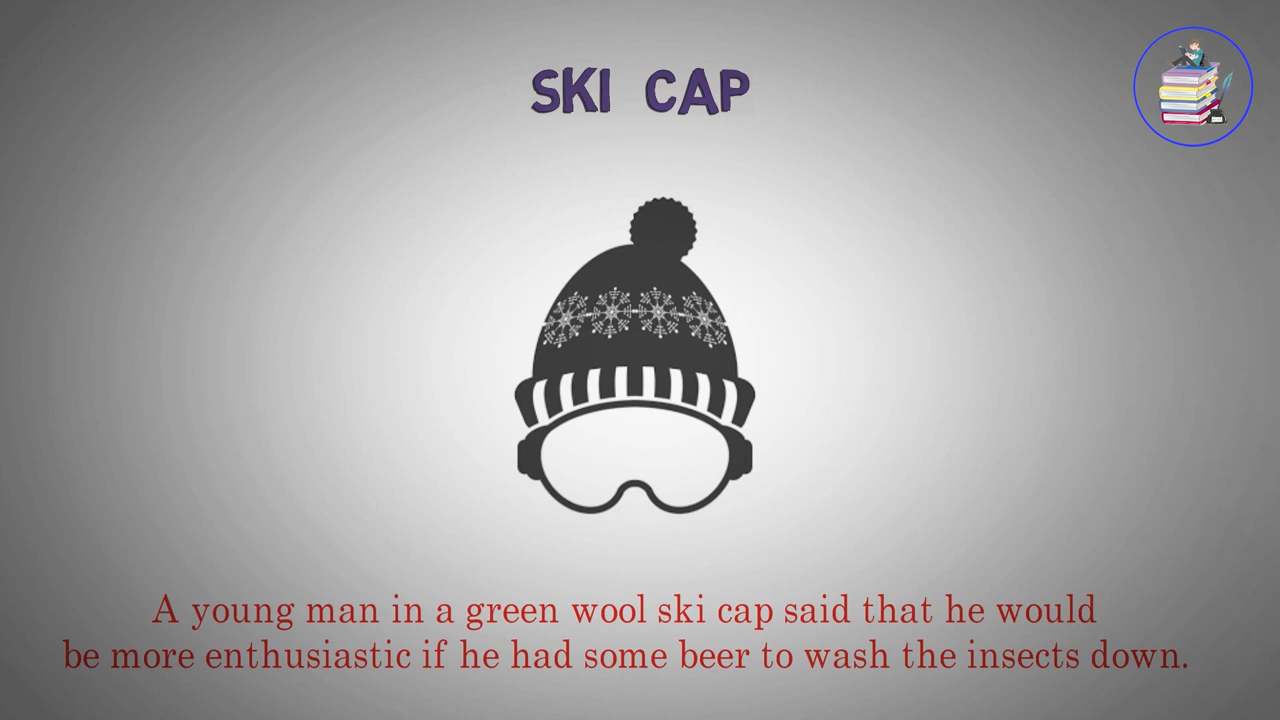 SKI CAP
A young man in a green wool ski cap said that he would
be more enthusiastic if he had some beer to wash the insects down.